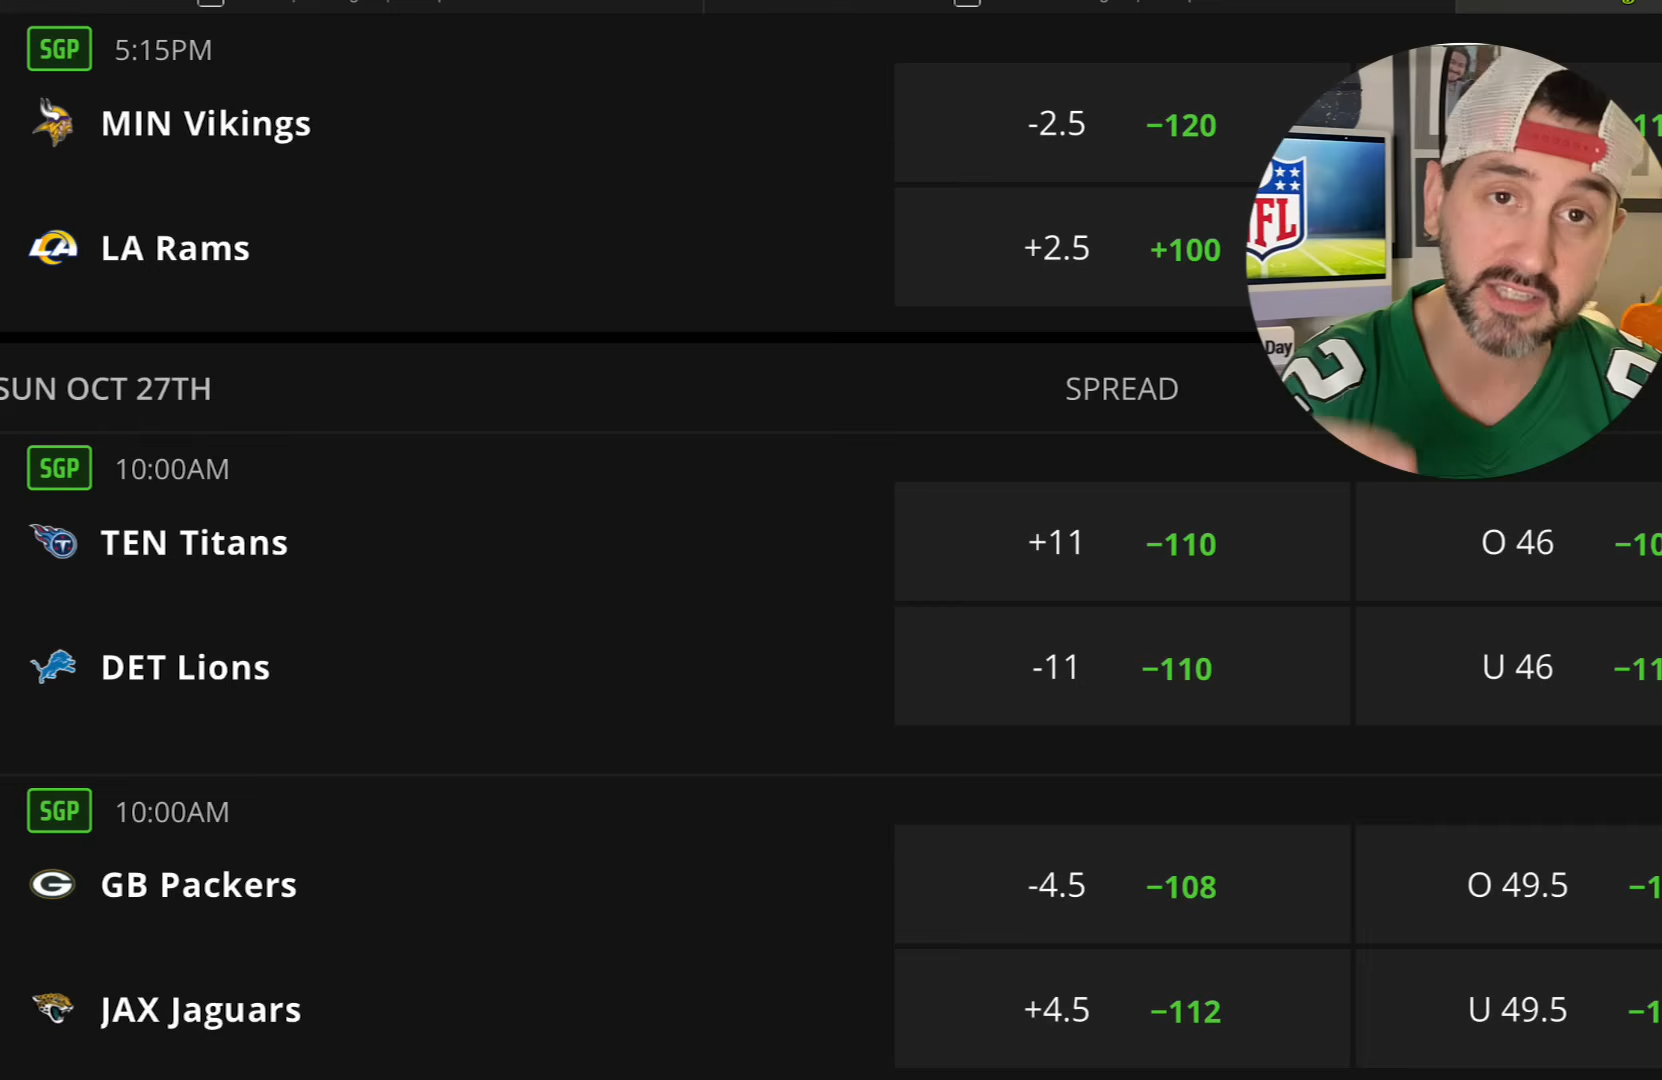 SGP 5:15PM
MIN Vikings -2.5 −120
LA Rams +2.5 +100
SUN OCT 27TH SPREAD
SGP 10:00AM
TEN Titans +11 −110 O 46
DET Lions -11 −110 U 46
SGP 10:00AM
GB Packers -4.5 −108 O 49.5
JAX Jaguars +4.5 −112 U 49.5
Day